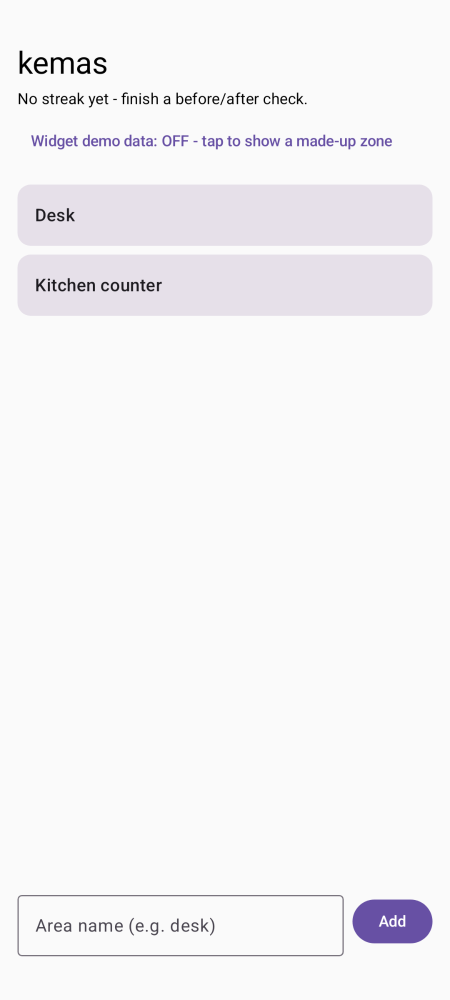 kemas
No streak yet - finish a before/after check.
Widget demo data: OFF - tap to show a made-up zone
Desk
Kitchen counter
Area name (e.g. desk)
Add